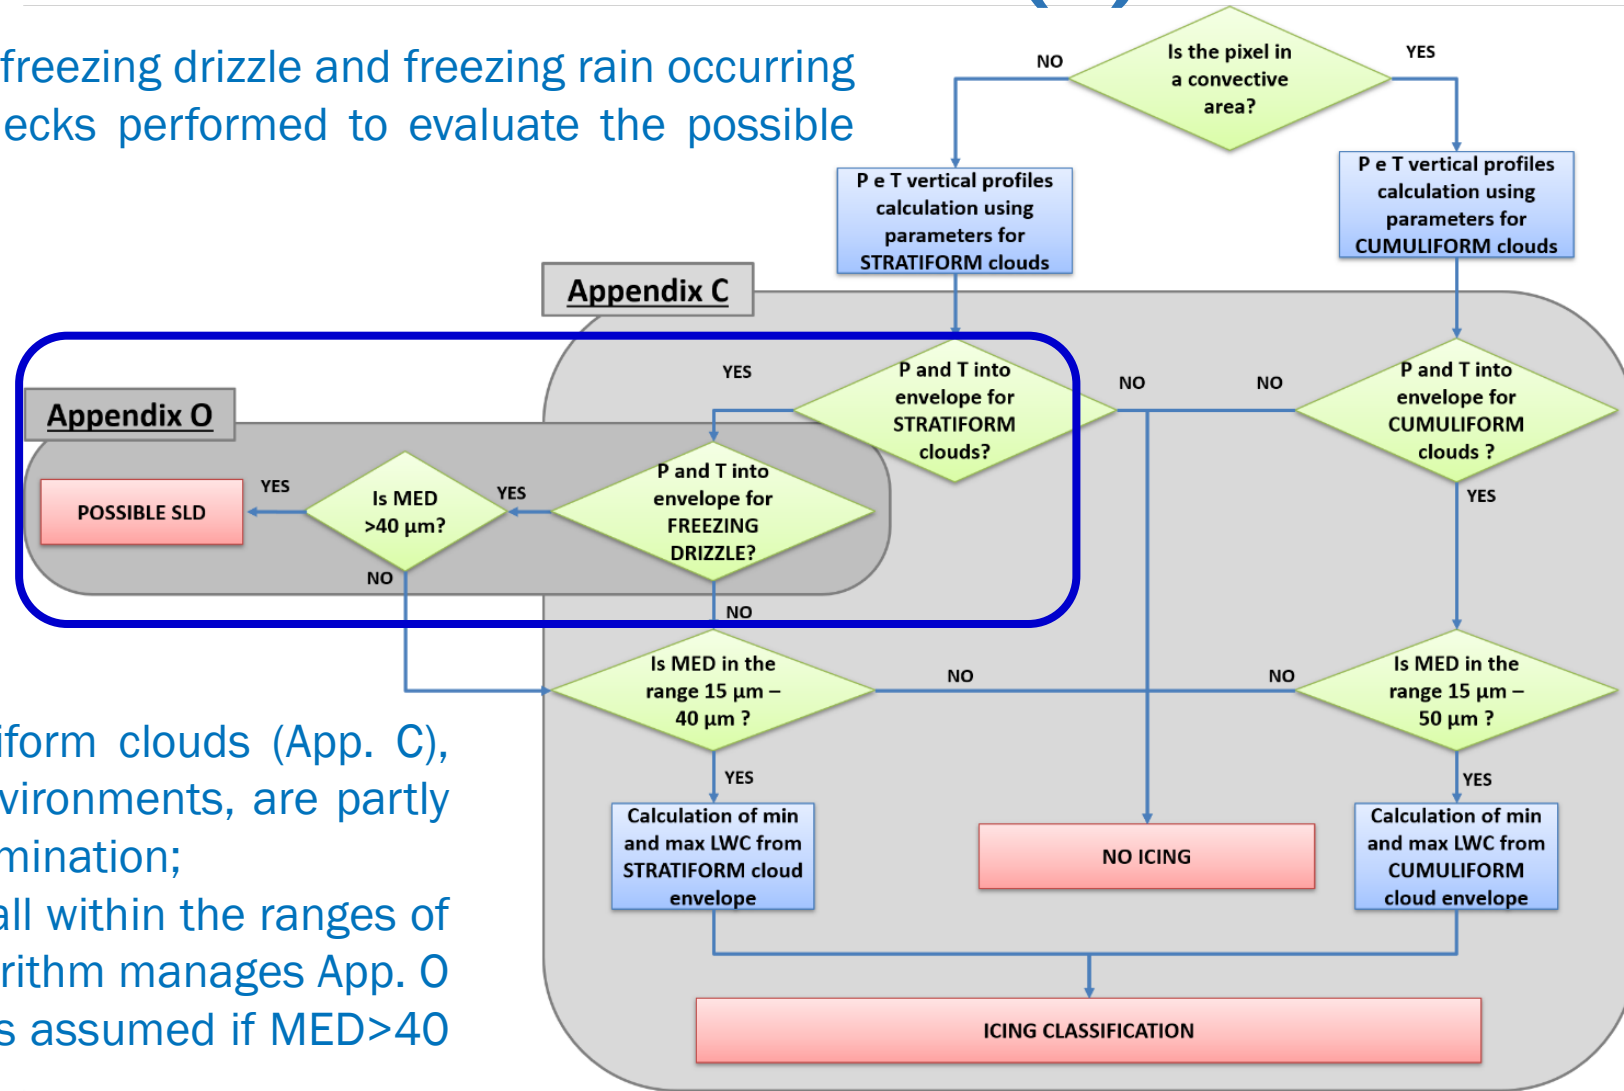 freezing drizzle and freezing rain occurring
performed to evaluate the possible
Is the pixel in
a convective
area?
NO
YES
P e T vertical profiles
calculation using
parameters for
STRATIFORM clouds
P e T vertical profiles
calculation using
parameters for
CUMULIFORM clouds
Appendix C
P and T into
envelope for
STRATIFORM
clouds?
YES
NO
NO
P and T into
envelope for
CUMULIFORM
clouds ?
YES
Appendix O
POSSIBLE SLD
YES
Is MED
>40 µm?
YES
P and T into
envelope for
FREEZING
DRIZZLE?
NO
NO
Is MED in the
range 15 µm –
40 µm ?
NO
NO
Is MED in the
range 15 µm –
50 µm ?
YES
YES
Calculation of min
and max LWC from
STRATIFORM cloud
envelope
NO ICING
Calculation of min
and max LWC from
CUMULIFORM
cloud envelope
ICING CLASSIFICATION
clouds (App. C),
are partly
within the ranges of
manages App. O
assumed if MED>40